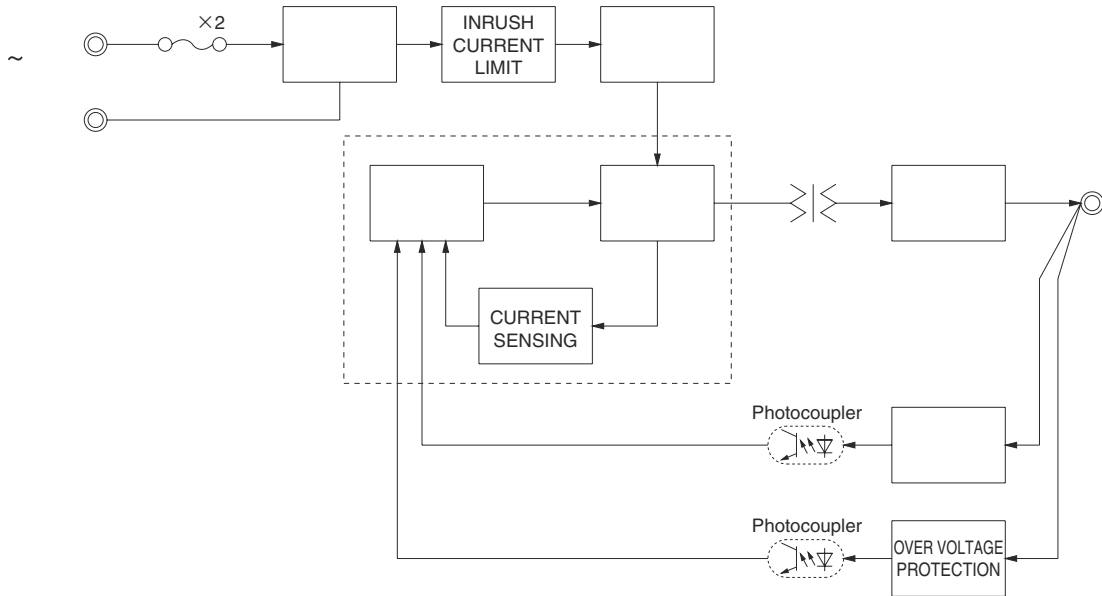 ×2
INRUSH
CURRENT
LIMIT
~
CURRENT
SENSING
Photocoupler
Photocoupler
OVER VOLTAGE
PROTECTION